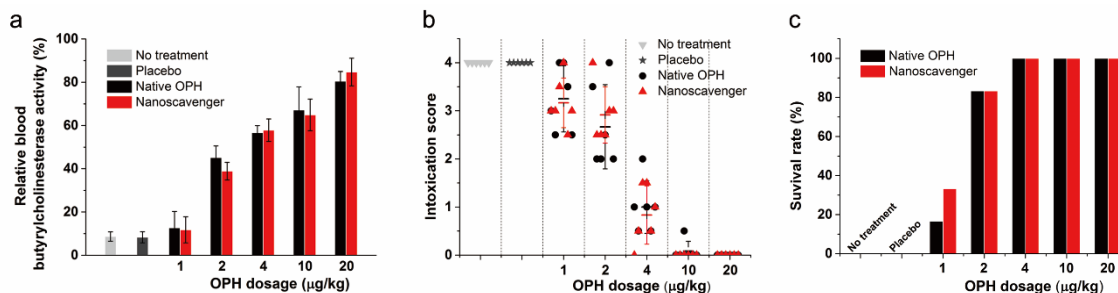 a
Relative blood
butyrylcholinesterase activity (%)
100
80
60
40
20
0
No treatment
Placebo
Native OPH
Nanoscavenger
1 2 4 10 20
OPH dosage (μg/kg)
b
Intoxication score
5
4
3
2
1
0
No treatment
Placebo
Native OPH
Nanoscavenger
1 2 4 10 20
OPH dosage (μg/kg)
c
Suvival rate (%)
100
80
60
40
20
0
Native OPH
Nanoscavenger
No treatment
Placebo
1 2 4 10 20
OPH dosage (μg/kg)